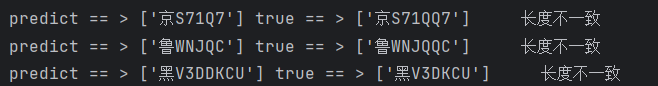 predict == > ['京S71Q7'] true == > ['京S71QQ7'] 长度不一致
predict == > ['鲁WNJQC'] true == > ['鲁WNJQQC'] 长度不一致
predict == > ['黑V3DDKCU'] true == > ['黑V3DKCU'] 长度不一致